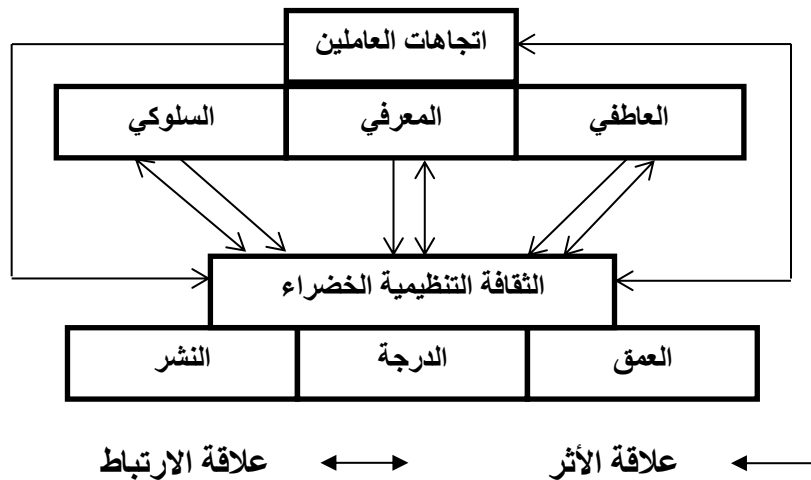 اتجاهات العاملين
العاطفي المعرفي السلوكي
الثقافة التنظيمية الخضراء
العمق الدرجة النشر
علاقة الأثر علاقة الارتباط